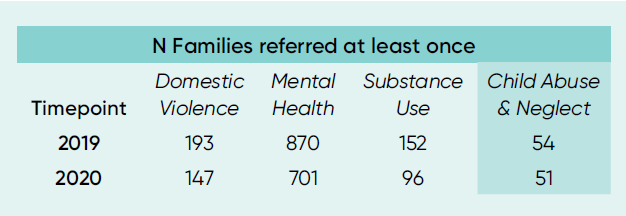 N Families referred at least once
Domestic Mental Substance Child Abuse
Timepoint Violence Health Use & Neglect
2019 193 870 152 54
2020 147 701 96 51